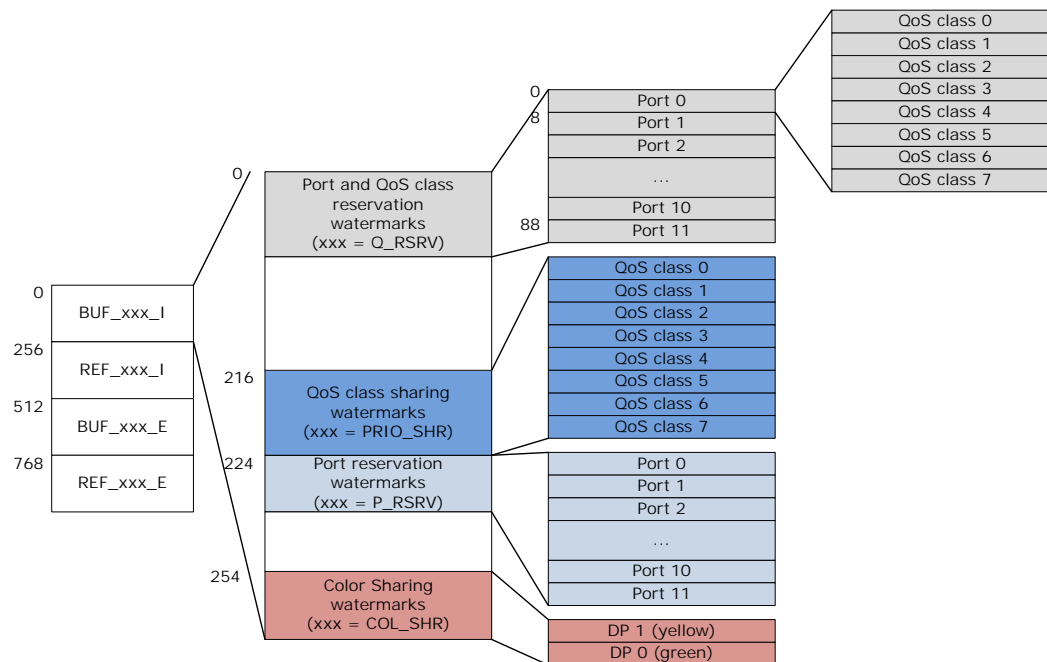 0
BUF_xxx_I
256
REF_xxx_I
512
BUF_xxx_E
768
REF_xxx_E
0
Port and QoS class
reservation
watermarks
(xxx = Q_RSRV)
216
QoS class sharing
watermarks
(xxx = PRIO_SHR)
224
Port reservation
watermarks
(xxx = P_RSRV)
254
Color Sharing
watermarks
(xxx = COL_SHR)
0
Port 0
8
Port 1
Port 2
...
Port 10
88
Port 11
QoS class 0
QoS class 1
QoS class 2
QoS class 3
QoS class 4
QoS class 5
QoS class 6
QoS class 7
Port 0
Port 1
Port 2
...
Port 10
Port 11
DP 1 (yellow)
DP 0 (green)
QoS class 0
QoS class 1
QoS class 2
QoS class 3
QoS class 4
QoS class 5
QoS class 6
QoS class 7